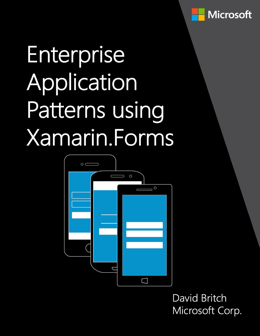 Microsoft
Enterprise
Application
Patterns using
Xamarin.Forms
David Britch
Microsoft Corp.